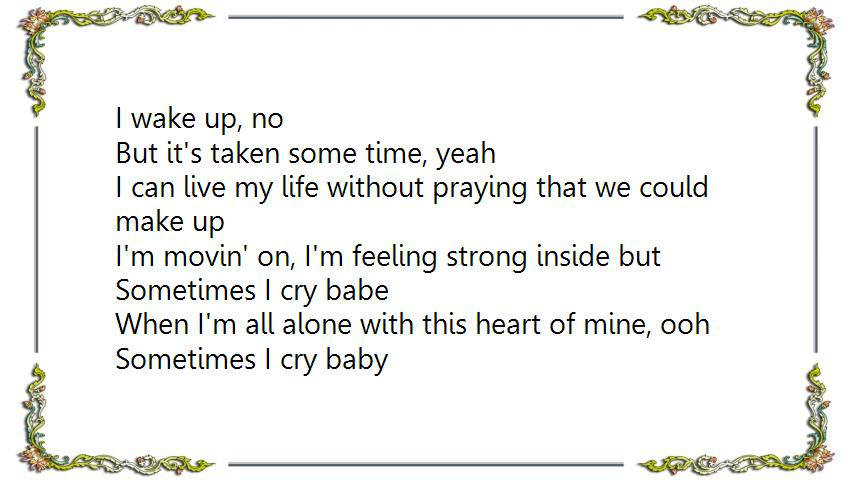 I wake up, no
But it's taken some time, yeah
I can live my life without praying that we could
make up
I'm movin' on, I'm feeling strong inside but
Sometimes I cry babe
When I'm all alone with this heart of mine, ooh
Sometimes I cry baby